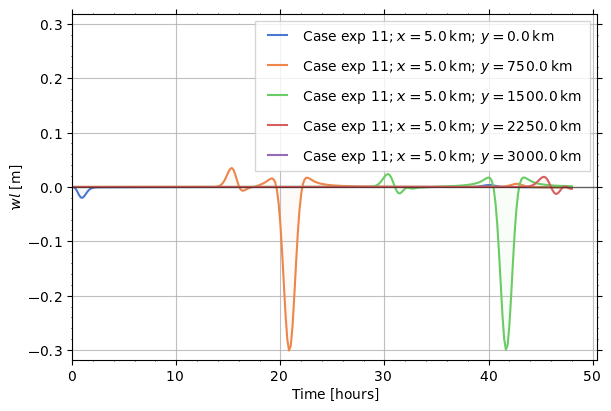 Case exp 11; x = 5.0 km; y = 0.0 km
Case exp 11; x = 5.0 km; y = 750.0 km
Case exp 11; x = 5.0 km; y = 1500.0 km
Case exp 11; x = 5.0 km; y = 2250.0 km
Case exp 11; x = 5.0 km; y = 3000.0 km
wl [m]
0.3
0.2
0.1
0.0
−0.1
−0.2
−0.3
0 10 20 30 40 50
Time [hours]